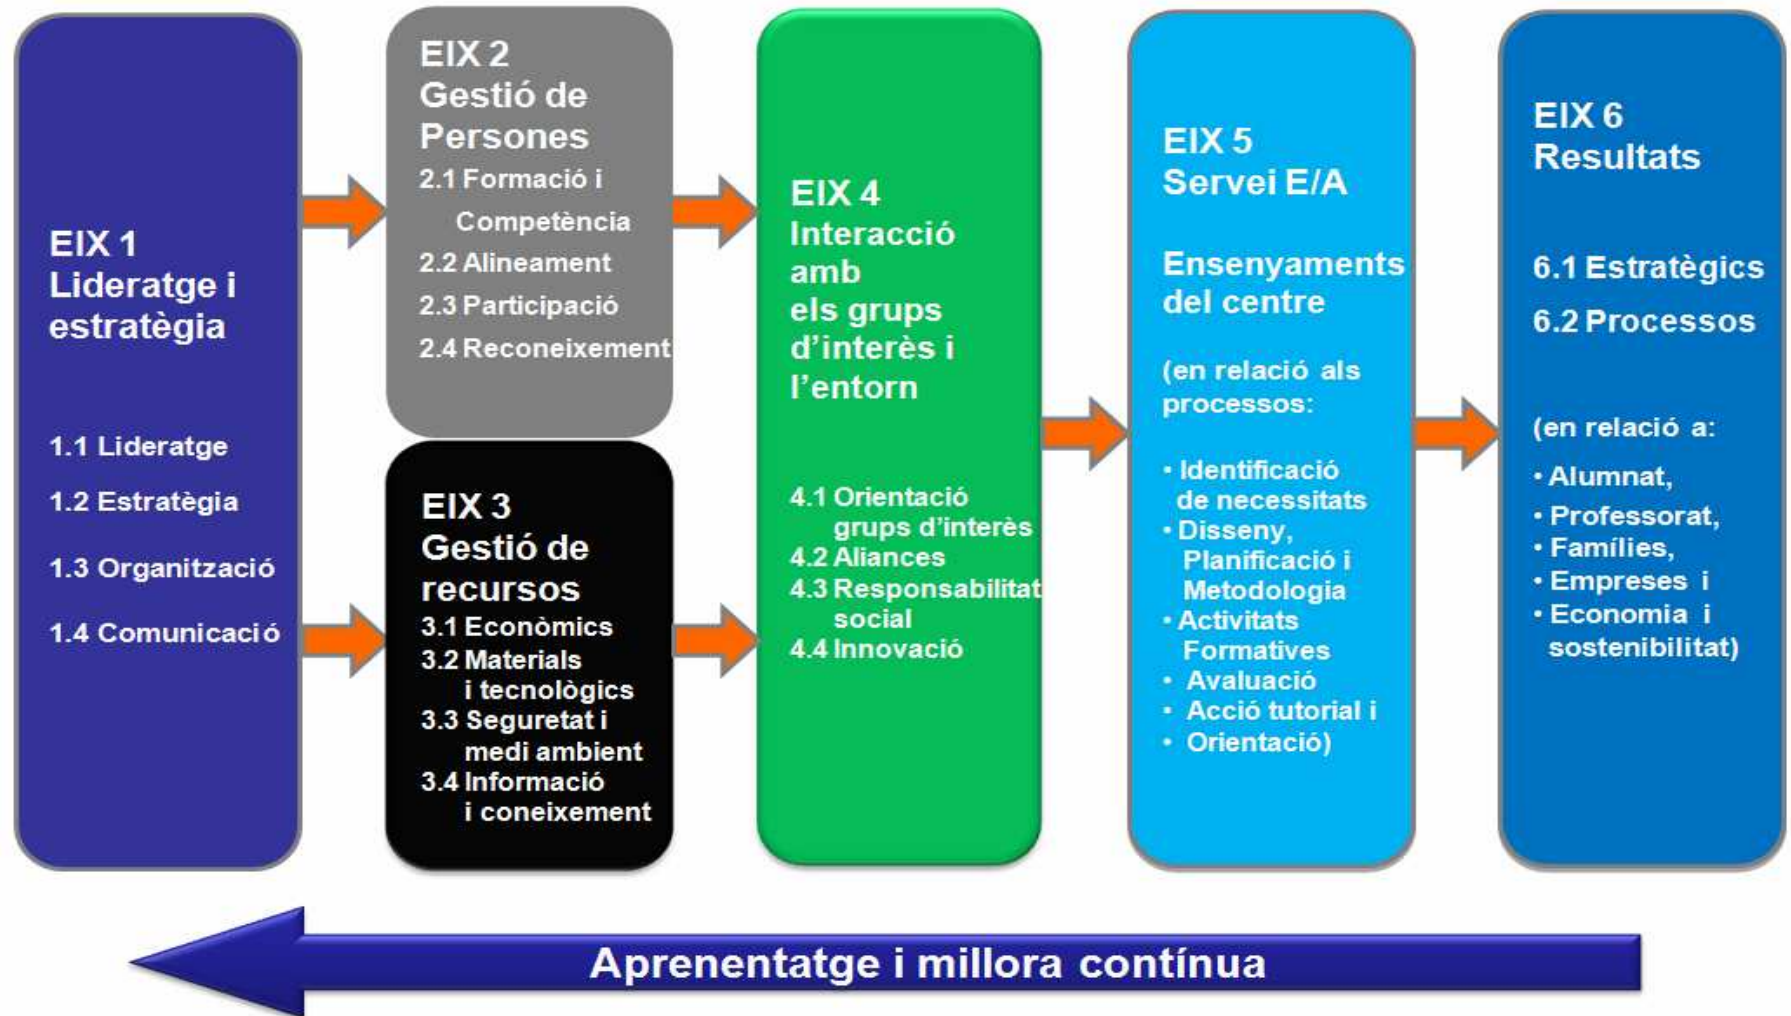 EIX 1
Lideratge i
estratègia
1.1 Lideratge
1.2 Estratègia
1.3 Organització
1.4 Comunicació
EIX 2
Gestió de
Persones
2.1 Formació i
Competència
2.2 Alineament
2.3 Participació
2.4 Reconeixement
EIX 3
Gestió de
recursos
3.1 Econòmics
3.2 Materials
i tecnològics
3.3 Seguretat i
medi ambient
3.4 Informació
i coneixement
EIX 4
Interacció
amb
els grups
d’interès i
l’entorn
4.1 Orientació
grups d’interès
4.2 Aliances
4.3 Responsabilitat
social
4.4 Innovació
EIX 5
Servei E/A
Ensenyaments
del centre
(en relació als
processos:
• Identificació
de necessitats
• Disseny,
Planificació i
Metodologia
• Activitats
Formatives
• Avaluació
• Acció tutorial i
• Orientació)
EIX 6
Resultats
6.1 Estratègics
6.2 Processos
(en relació a:
• Alumnat,
• Professorat,
• Famílies,
• Empreses i
• Economia i
sostenibilitat)
Aprenentatge i millora contínua